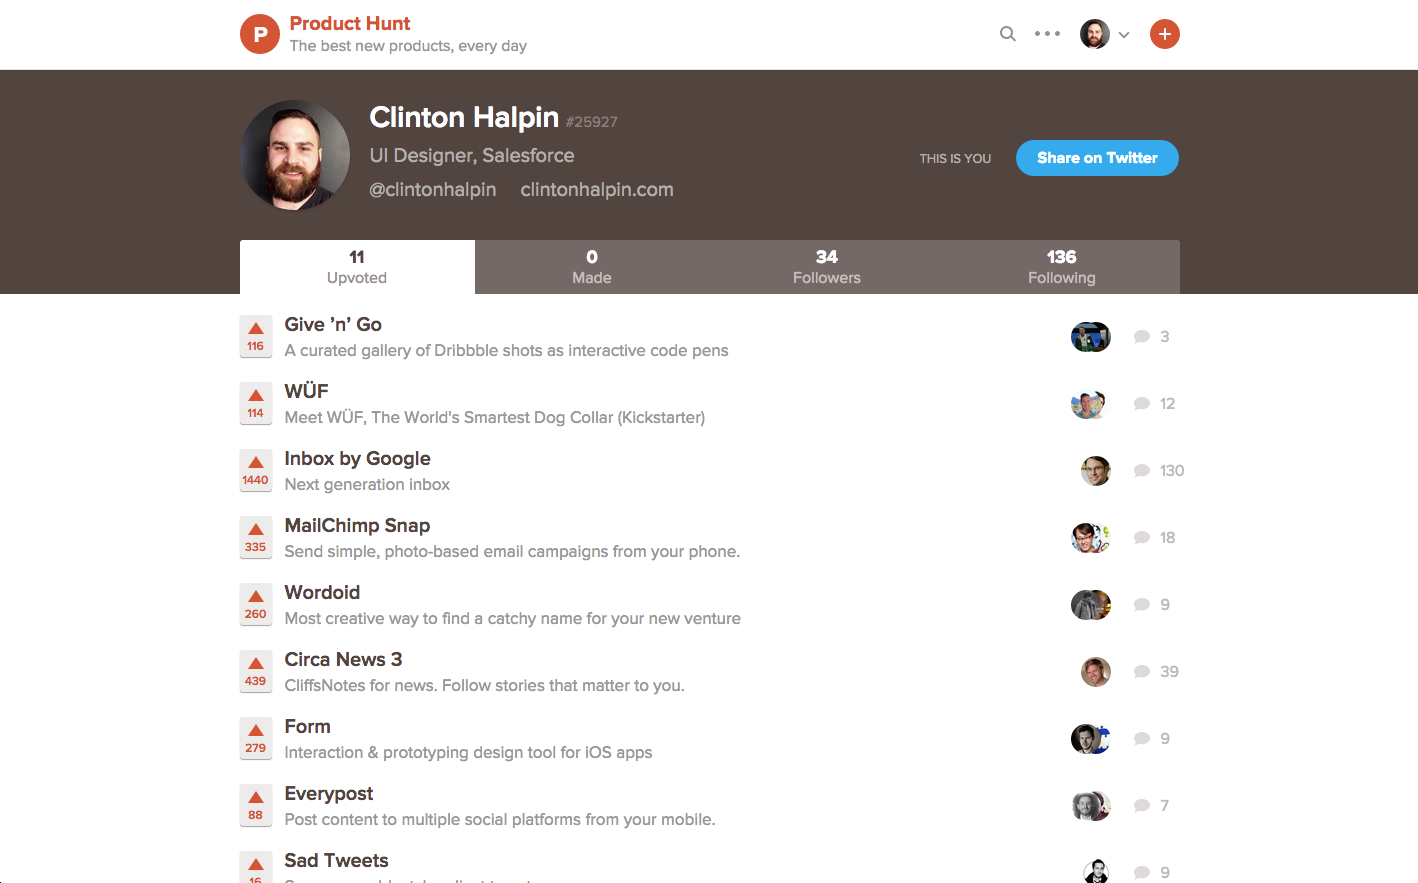 P
Product Hunt
The best new products, every day
Clinton Halpin #25927
UI Designer, Salesforce
@clintonhalpin clintonhalpin.com
THIS IS YOU
Share on Twitter
11
Upvoted
0
Made
34
Followers
136
Following
Give ’n’ Go
116
A curated gallery of Dribbble shots as interactive code pens
3
WÜF
114
Meet WÜF, The World's Smartest Dog Collar (Kickstarter)
12
Inbox by Google
1440
Next generation inbox
130
MailChimp Snap
335
Send simple, photo-based email campaigns from your phone.
18
Wordoid
260
Most creative way to find a catchy name for your new venture
9
Circa News 3
439
CliffsNotes for news. Follow stories that matter to you.
39
Form
279
Interaction & prototyping design tool for iOS apps
9
Everypost
88
Post content to multiple social platforms from your mobile.
7
Sad Tweets
16
9